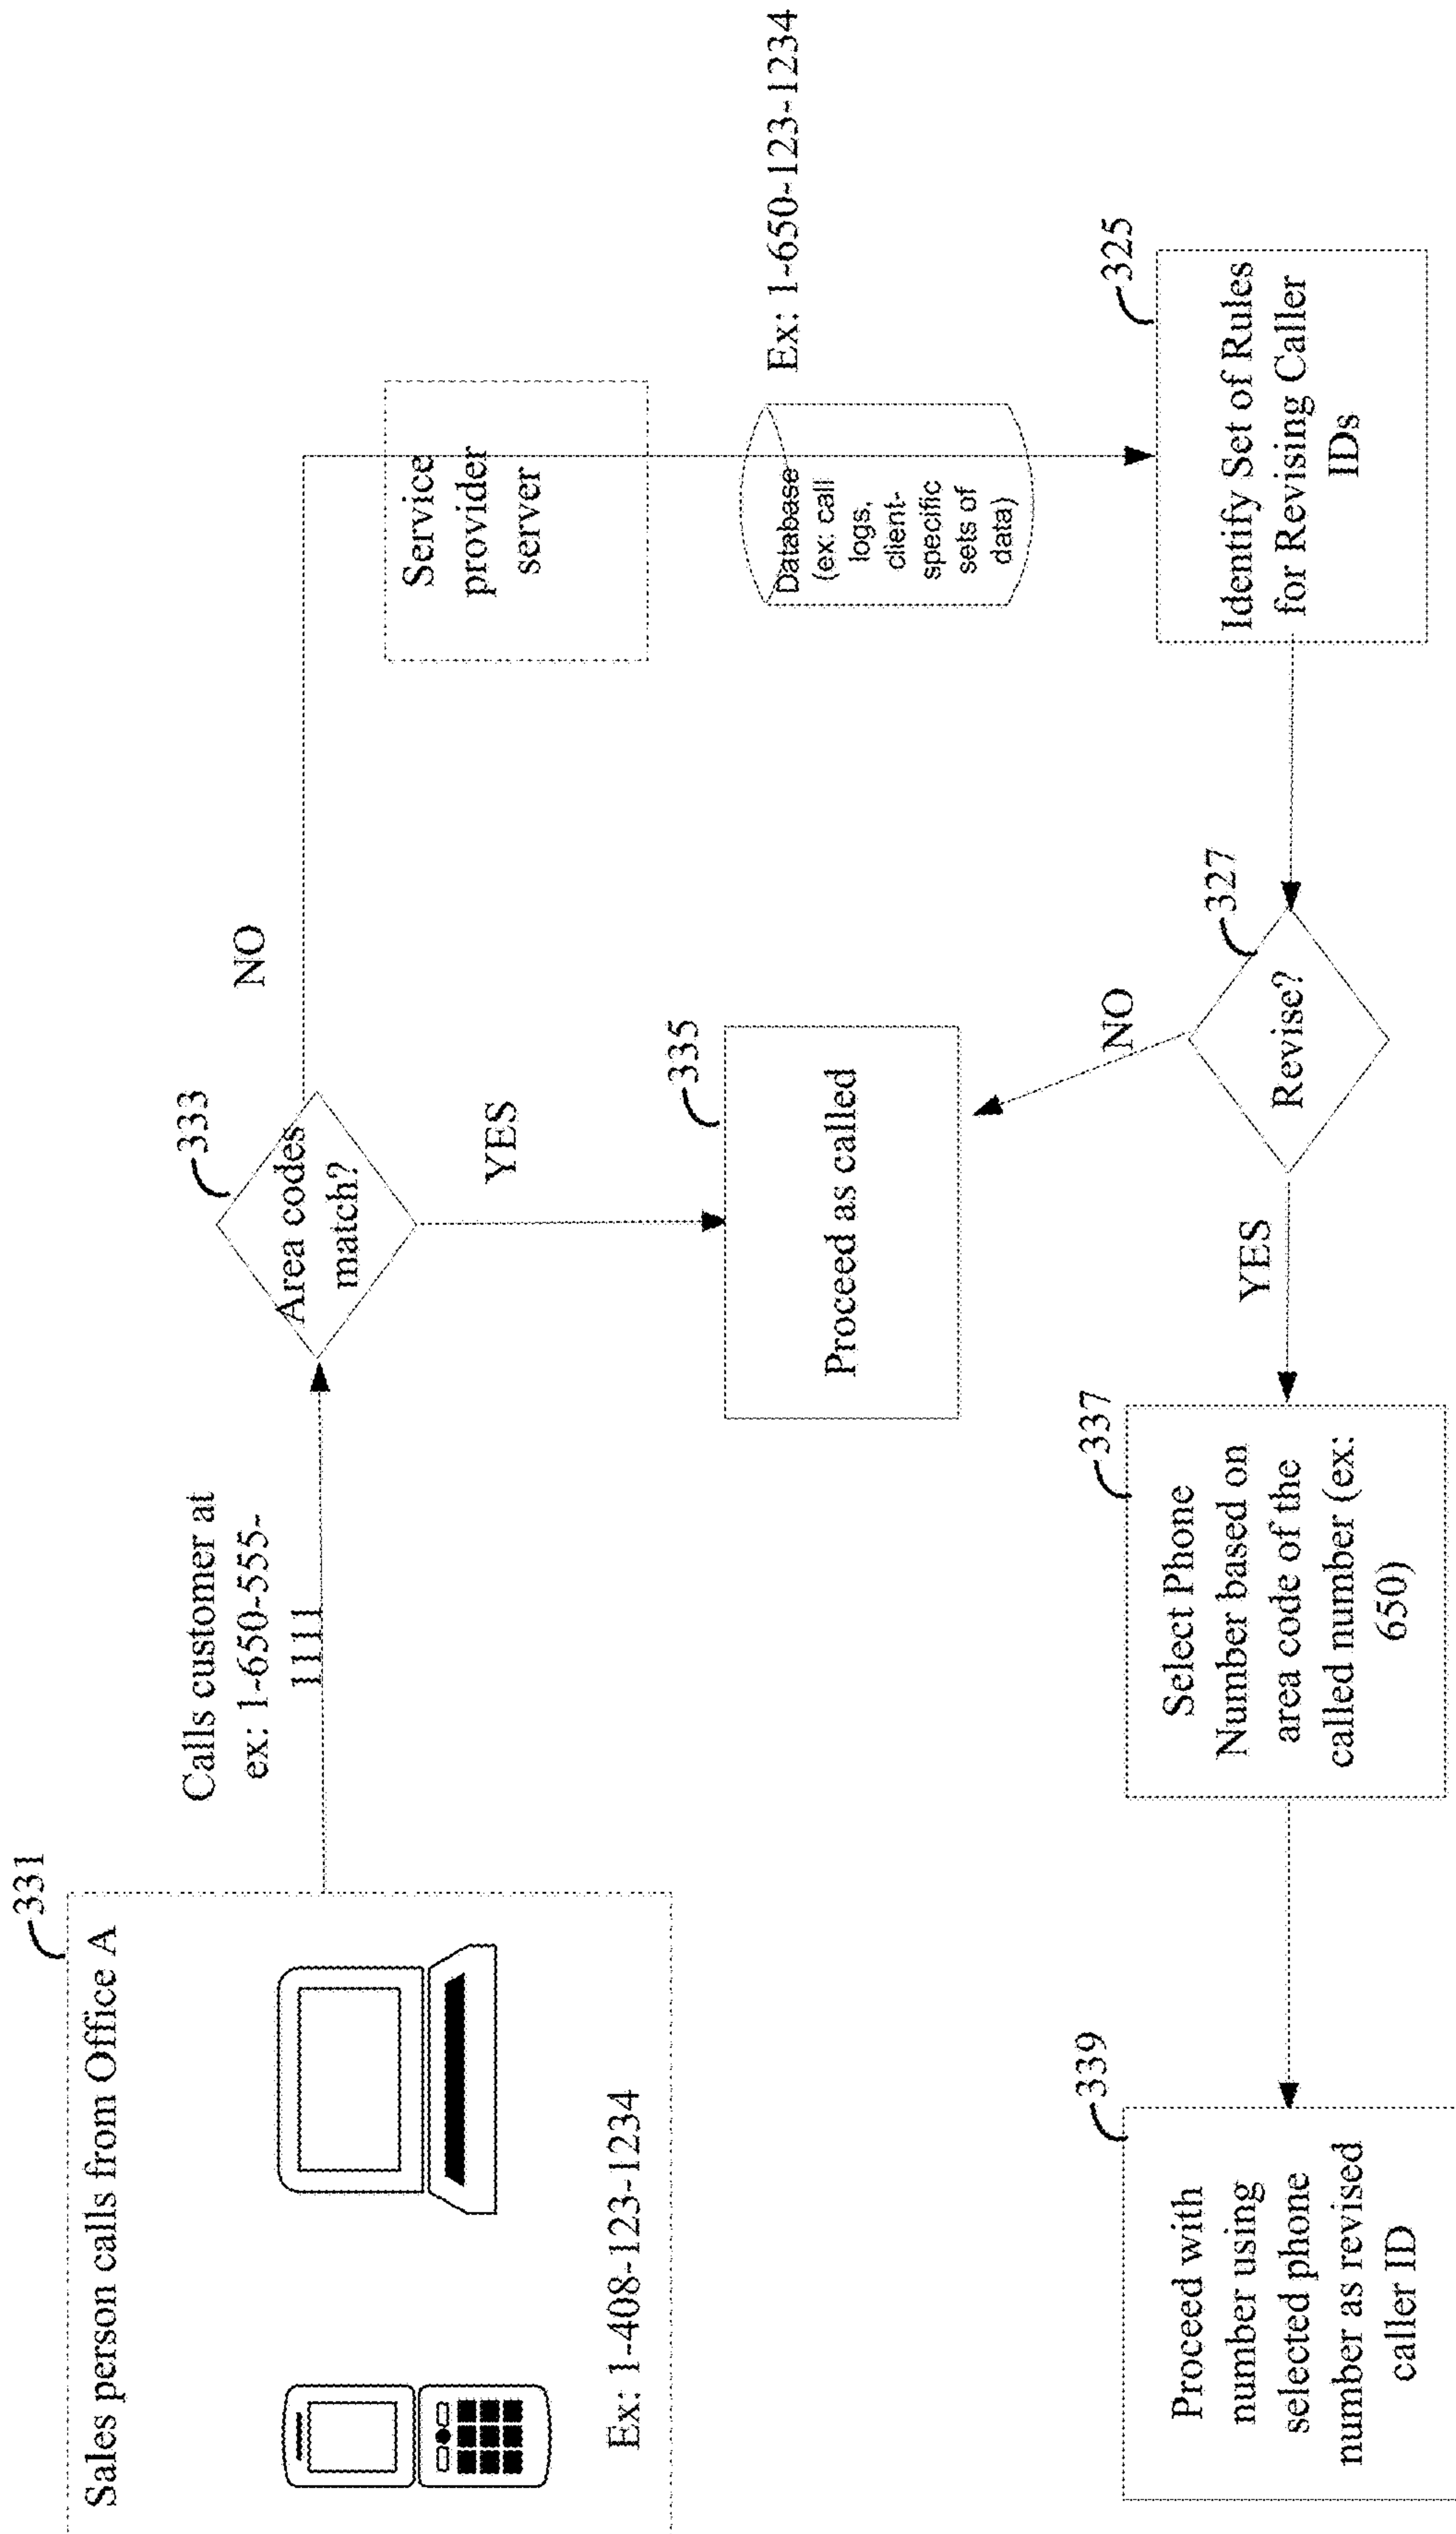 331
Sales person calls from Office A
Ex: 1-408-123-1234
Calls customer at
ex: 1-650-555-
1111
333
Area codes
match?
NO
YES
Service
provider
server
Database
(ex: call
logs,
client-
specific
sets of
data)
Ex: 1-650-123-1234
335
Proceed as called
325
Identify Set of Rules
for Revising Caller
IDs
327
Revise?
NO
YES
337
Select Phone
Number based on
area code of the
called number (ex:
650)
339
Proceed with
number using
selected phone
number as revised
caller ID